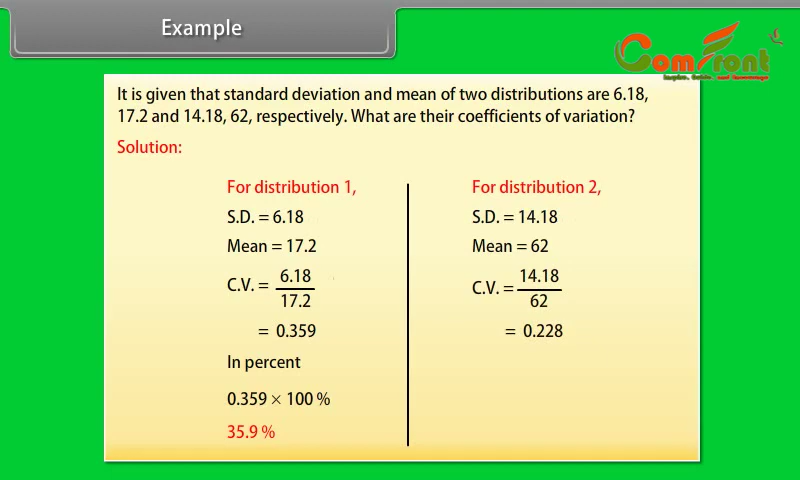 Example
ComFront
It is given that standard deviation and mean of two distributions are 6.18,
17.2 and 14.18, 62, respectively. What are their coefficients of variation?
Solution:
For distribution 1,
S.D. = 6.18
Mean = 17.2
C.V. = 6.18
17.2
= 0.359
In percent
0.359 × 100 %
35.9 %
For distribution 2,
S.D. = 14.18
Mean = 62
C.V. = 14.18
62
= 0.228